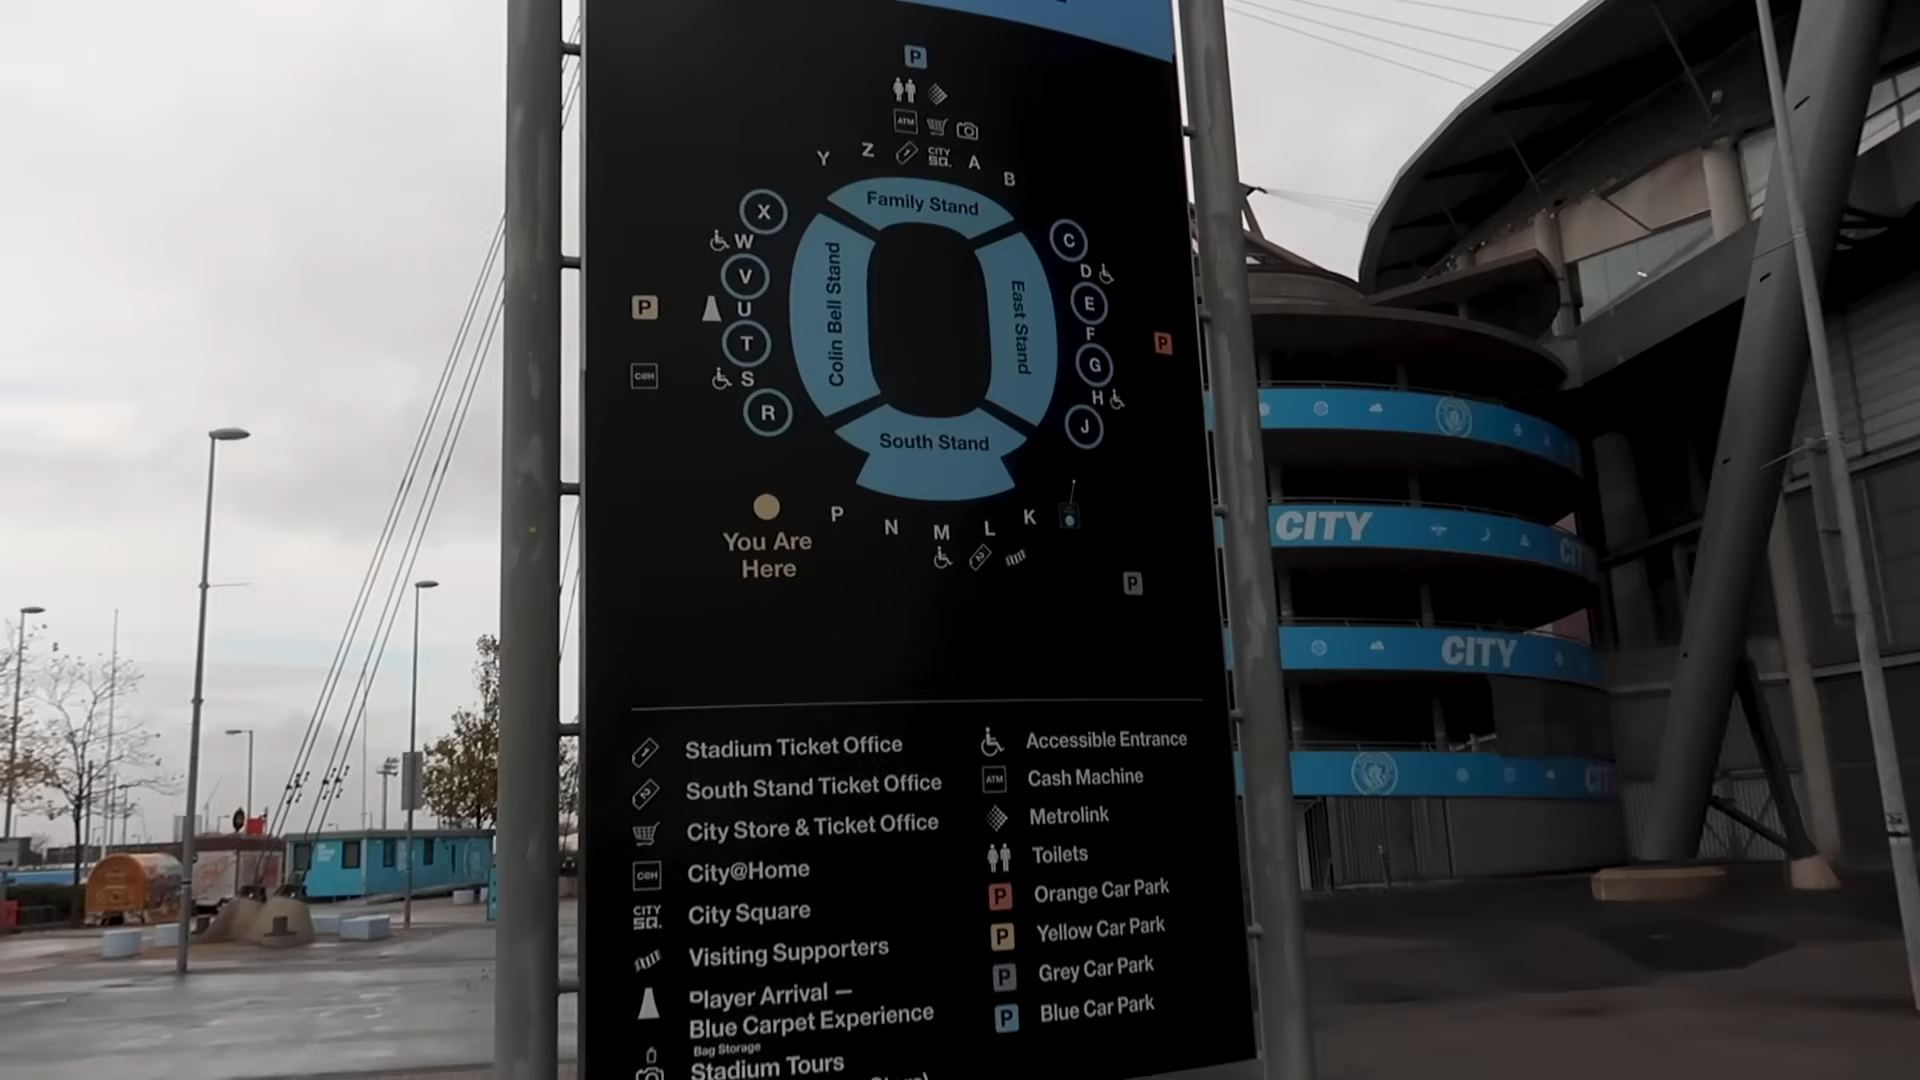 P
ATM
Y Z CITY SQ. A B
Family Stand
X
W
V
U
T
S
R
P
C@H
Colin Bell Stand
East Stand
C
D
E
F
G
H
J
P
South Stand
You Are
Here
P N M L K
P
Stadium Ticket Office
South Stand Ticket Office
City Store & Ticket Office
C@H City@Home
CITY SQ. City Square
Visiting Supporters
Player Arrival —
Blue Carpet Experience
Bag Storage
Stadium Tours
Accessible Entrance
ATM Cash Machine
Metrolink
Toilets
P Orange Car Park
P Yellow Car Park
P Grey Car Park
P Blue Car Park
CITY
CITY
CITY